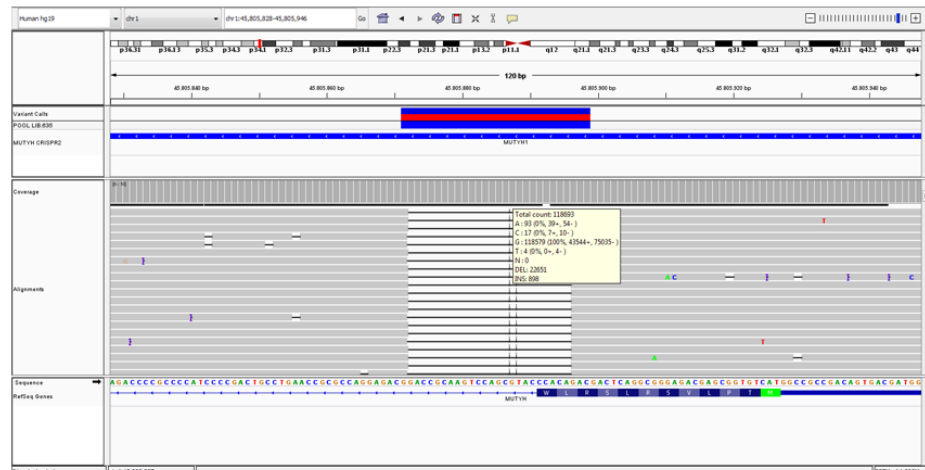 Human hg19 chr1 chr1:45,805,828-45,805,946 Go
p36.13 p35.3 p34.3 p34.1 p32.3 p31.3 p31.1 p22.3 p21.3 p21.1 p13.2 p11.1 q12 q21.1 q21.3 q23.3 q24.3 q25.3 q31.2 q32.1 q32.3 q42.11 q42.2 q43 q44
120 bp
45.805.840 bp 45.805.860 bp 45.805.880 bp 45.805.900 bp 45.805.920 bp 45.805.940 bp
Variant Calls
POOL LIB.636
MUTYH CRISPR2
MUTYH1
Coverage
Total count: 118693
A : 93 (0%, 39+, 54- )
C : 17 (0%, 7+, 10- )
G : 118579 (100%, 43544+, 75035- )
T : 4 (0%, 0+, 4- )
N : 0
DEL: 22651
INS: 898
T
A C
C
Alignments
T
A
Sequence
AGACCCCGCCCCATCCCCGACTGCCTGAACCGCGCCAGGAGACGGACCGCAAGTCCAGCGTACCCACAGACGACTCAGGCGGGAGACGAGCGGTGTCATGGCCGCCGACAGTGACGATGG
RefSeq Genes
MUTYH
W L R S L R S V L P T M